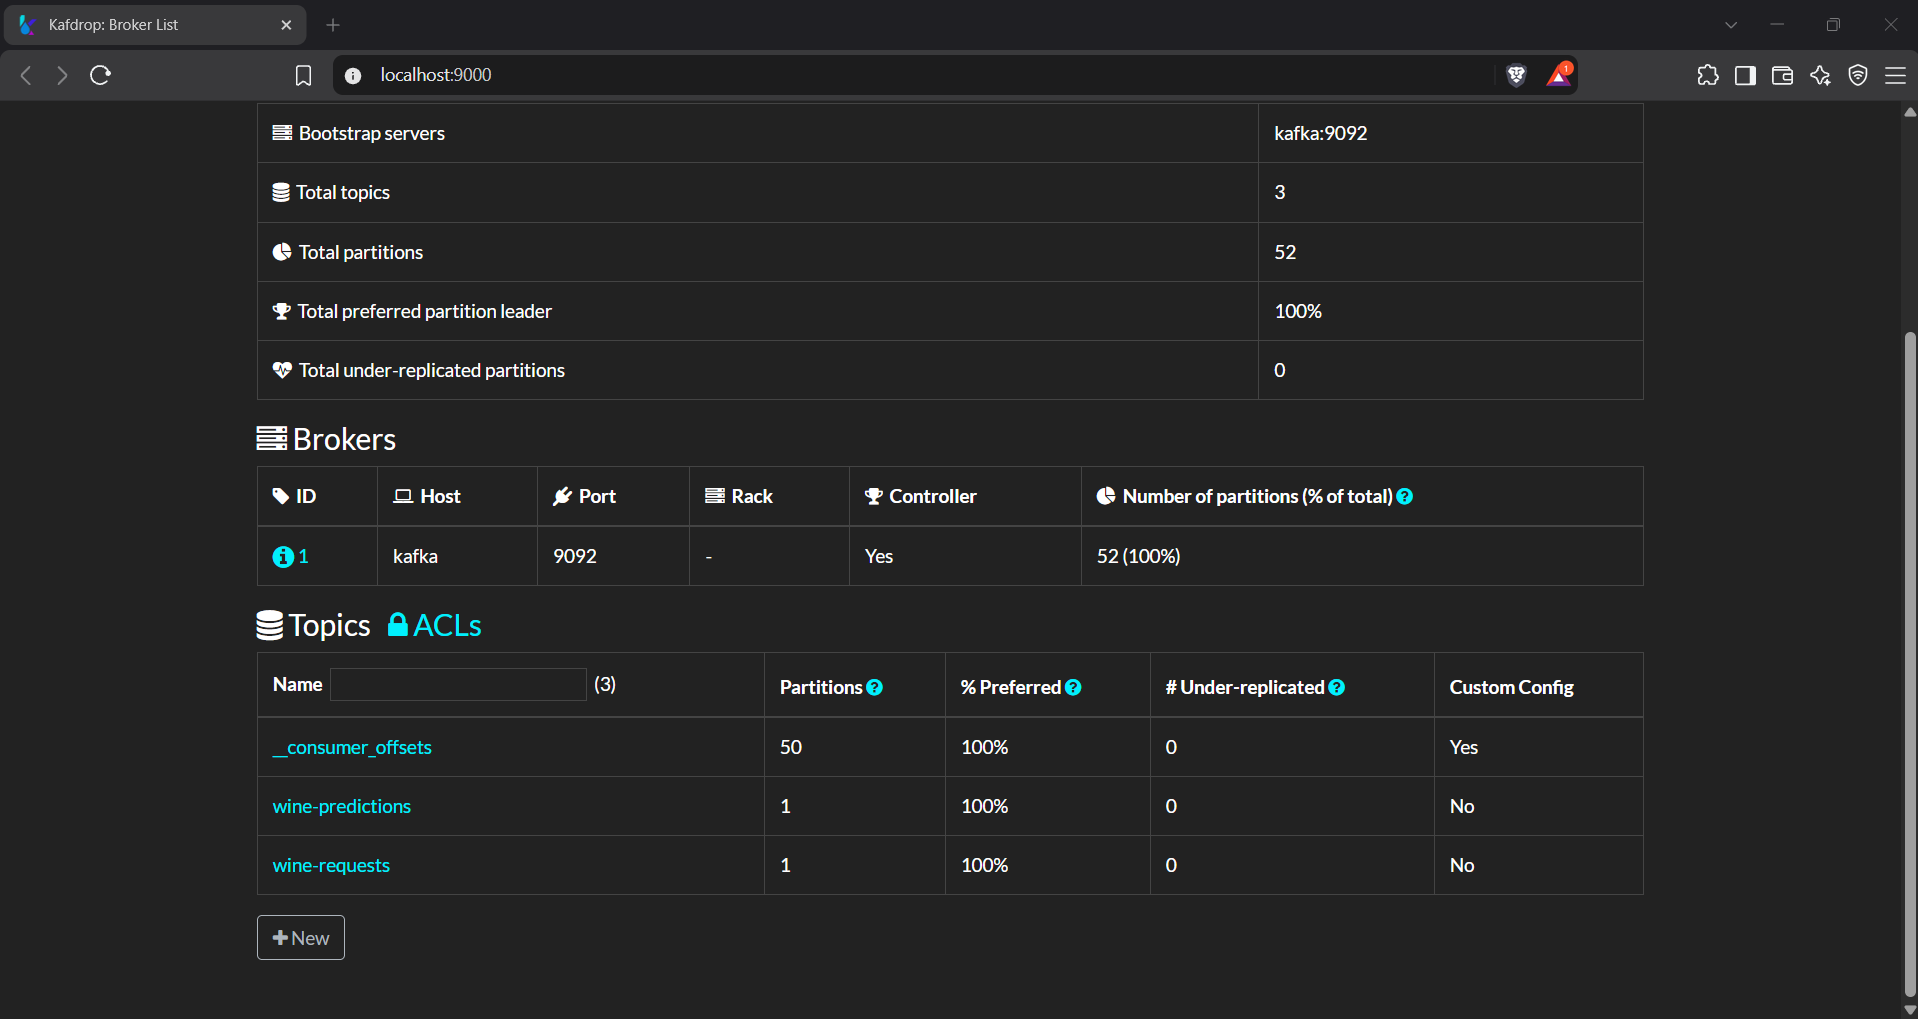 Kafdrop: Broker List
localhost:9000
1
Bootstrap servers kafka:9092
Total topics 3
Total partitions 52
Total preferred partition leader 100%
Total under-replicated partitions 0
Brokers
ID Host Port Rack Controller Number of partitions (% of total)
1 kafka 9092 - Yes 52 (100%)
Topics ACLs
Name (3) Partitions % Preferred # Under-replicated Custom Config
__consumer_offsets 50 100% 0 Yes
wine-predictions 1 100% 0 No
wine-requests 1 100% 0 No
New